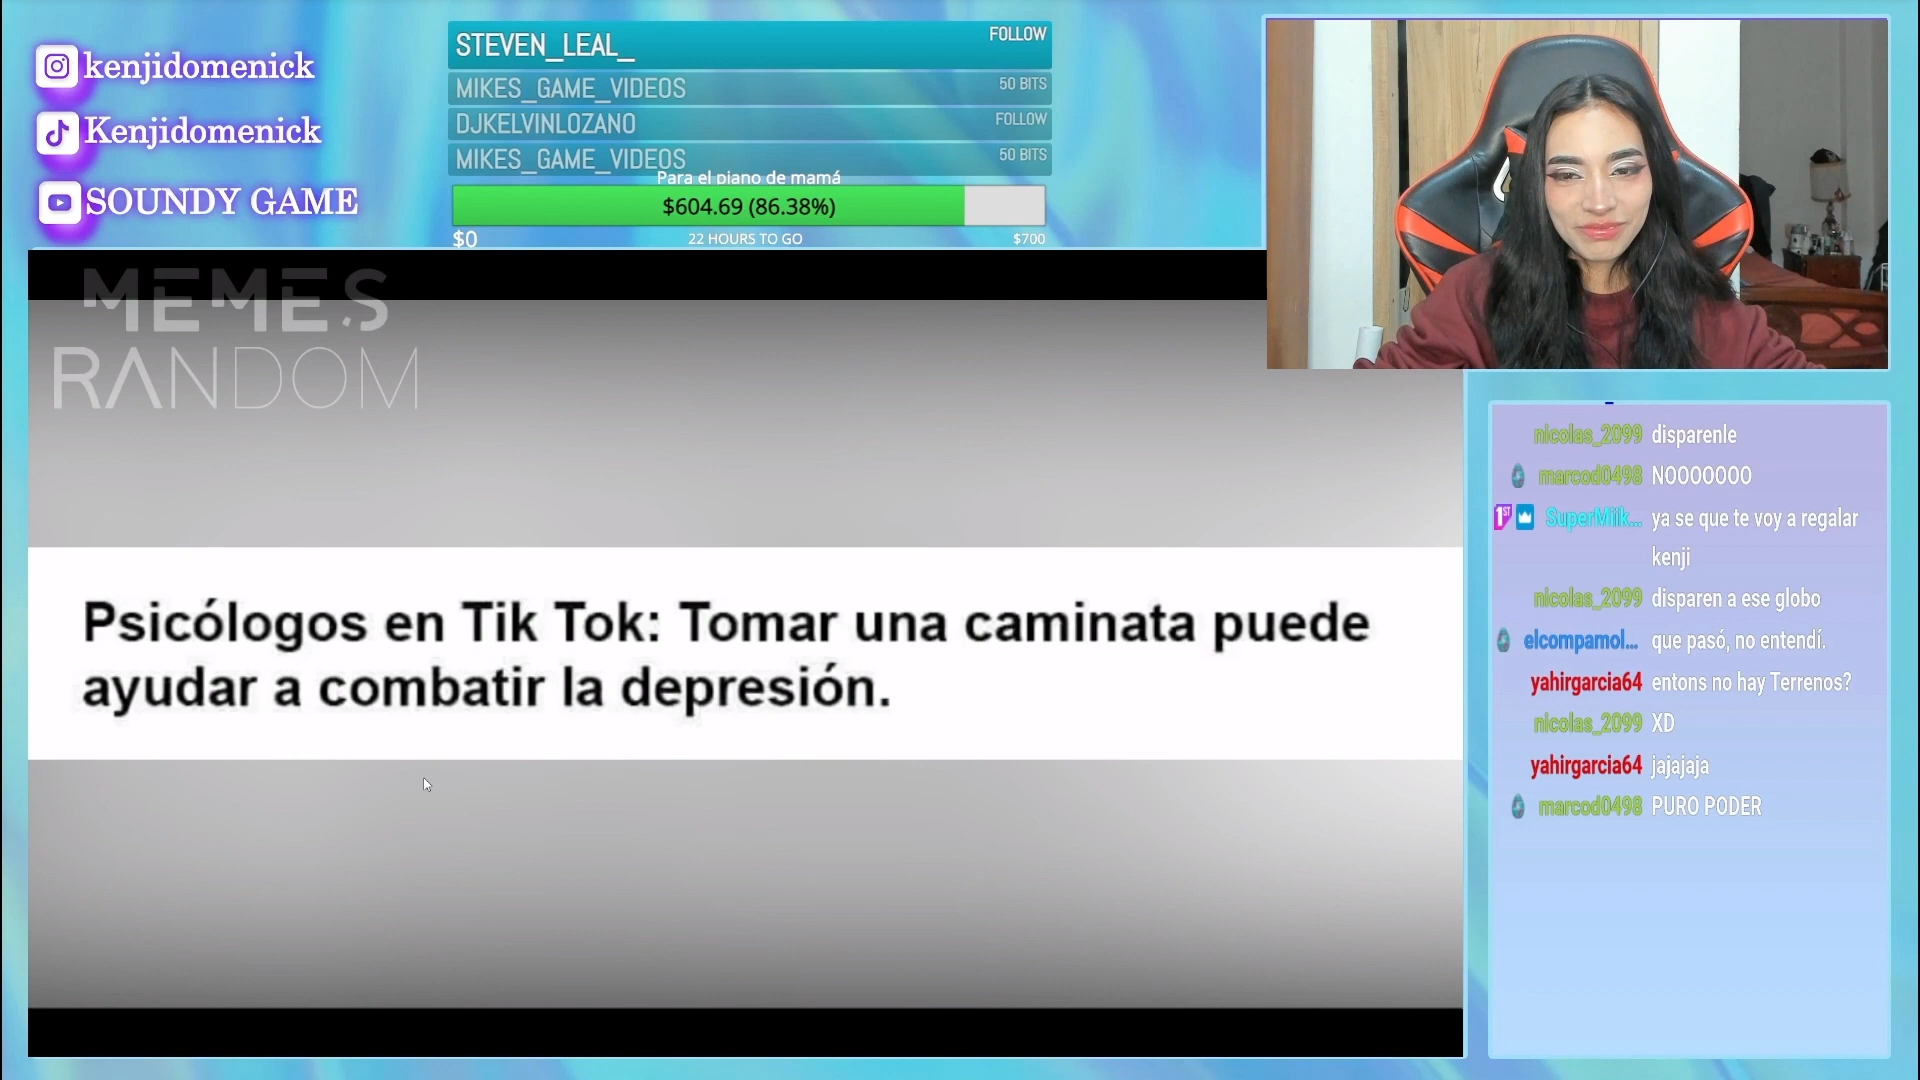 kenjidomenick
Kenjidomenick
SOUNDY GAME
STEVEN_LEAL_ FOLLOW
MIKES_GAME_VIDEOS 50 BITS
DJKELVINLOZANO FOLLOW
MIKES_GAME_VIDEOS 50 BITS
Para el piano de mamá
$604.69 (86.38%)
$0 22 HOURS TO GO $700
MEMES
RANDOM
Psicólogos en Tik Tok: Tomar una caminata puede
ayudar a combatir la depresión.
nicolas_2099 disparenle
marcod0498 NOOOOOOO
1ST SuperMilk... ya se que te voy a regalar
kenji
nicolas_2099 disparen a ese globo
elcompamol... que pasó, no entendí.
yahirgarcia64 entons no hay Terrenos?
nicolas_2099 XD
yahirgarcia64 jajajaja
marcod0498 PURO PODER